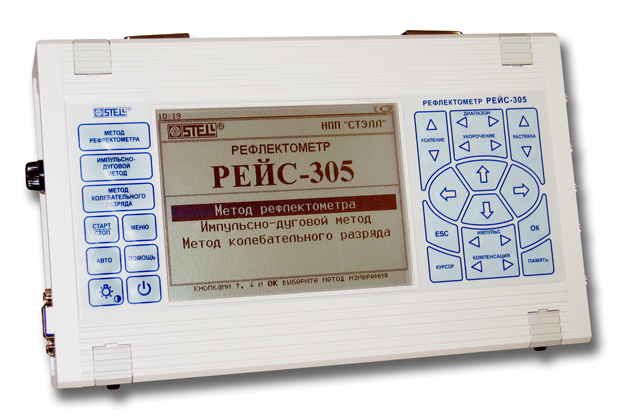 STELL®
МЕТОД
РЕФЛЕКТОМЕТРА
ИМПУЛЬСНО-
ДУГОВОЙ
МЕТОД
МЕТОД
КОЛЕБАТЕЛЬНОГО
РАЗРЯДА
СТАРТ
СТОП
МЕНЮ
АВТО
ПОМОЩЬ
10:19
STELL®
НПП "СТЭЛЛ"
РЕФЛЕКТОМЕТР
РЕЙС-305
Метод рефлектометра
Импульсно-дуговой метод
Метод колебательного разряда
Кнопками ↑, ↓ и ОК выберите метод измерения
РЕФЛЕКТОМЕТР РЕЙС-305
УСИЛЕНИЕ
ДИАПАЗОН
УКОРОЧЕНИЕ
РАСТЯЖКА
ESC
OK
ИМПУЛЬС
КОМПЕНСАЦИЯ
КУРСОР
ПАМЯТЬ